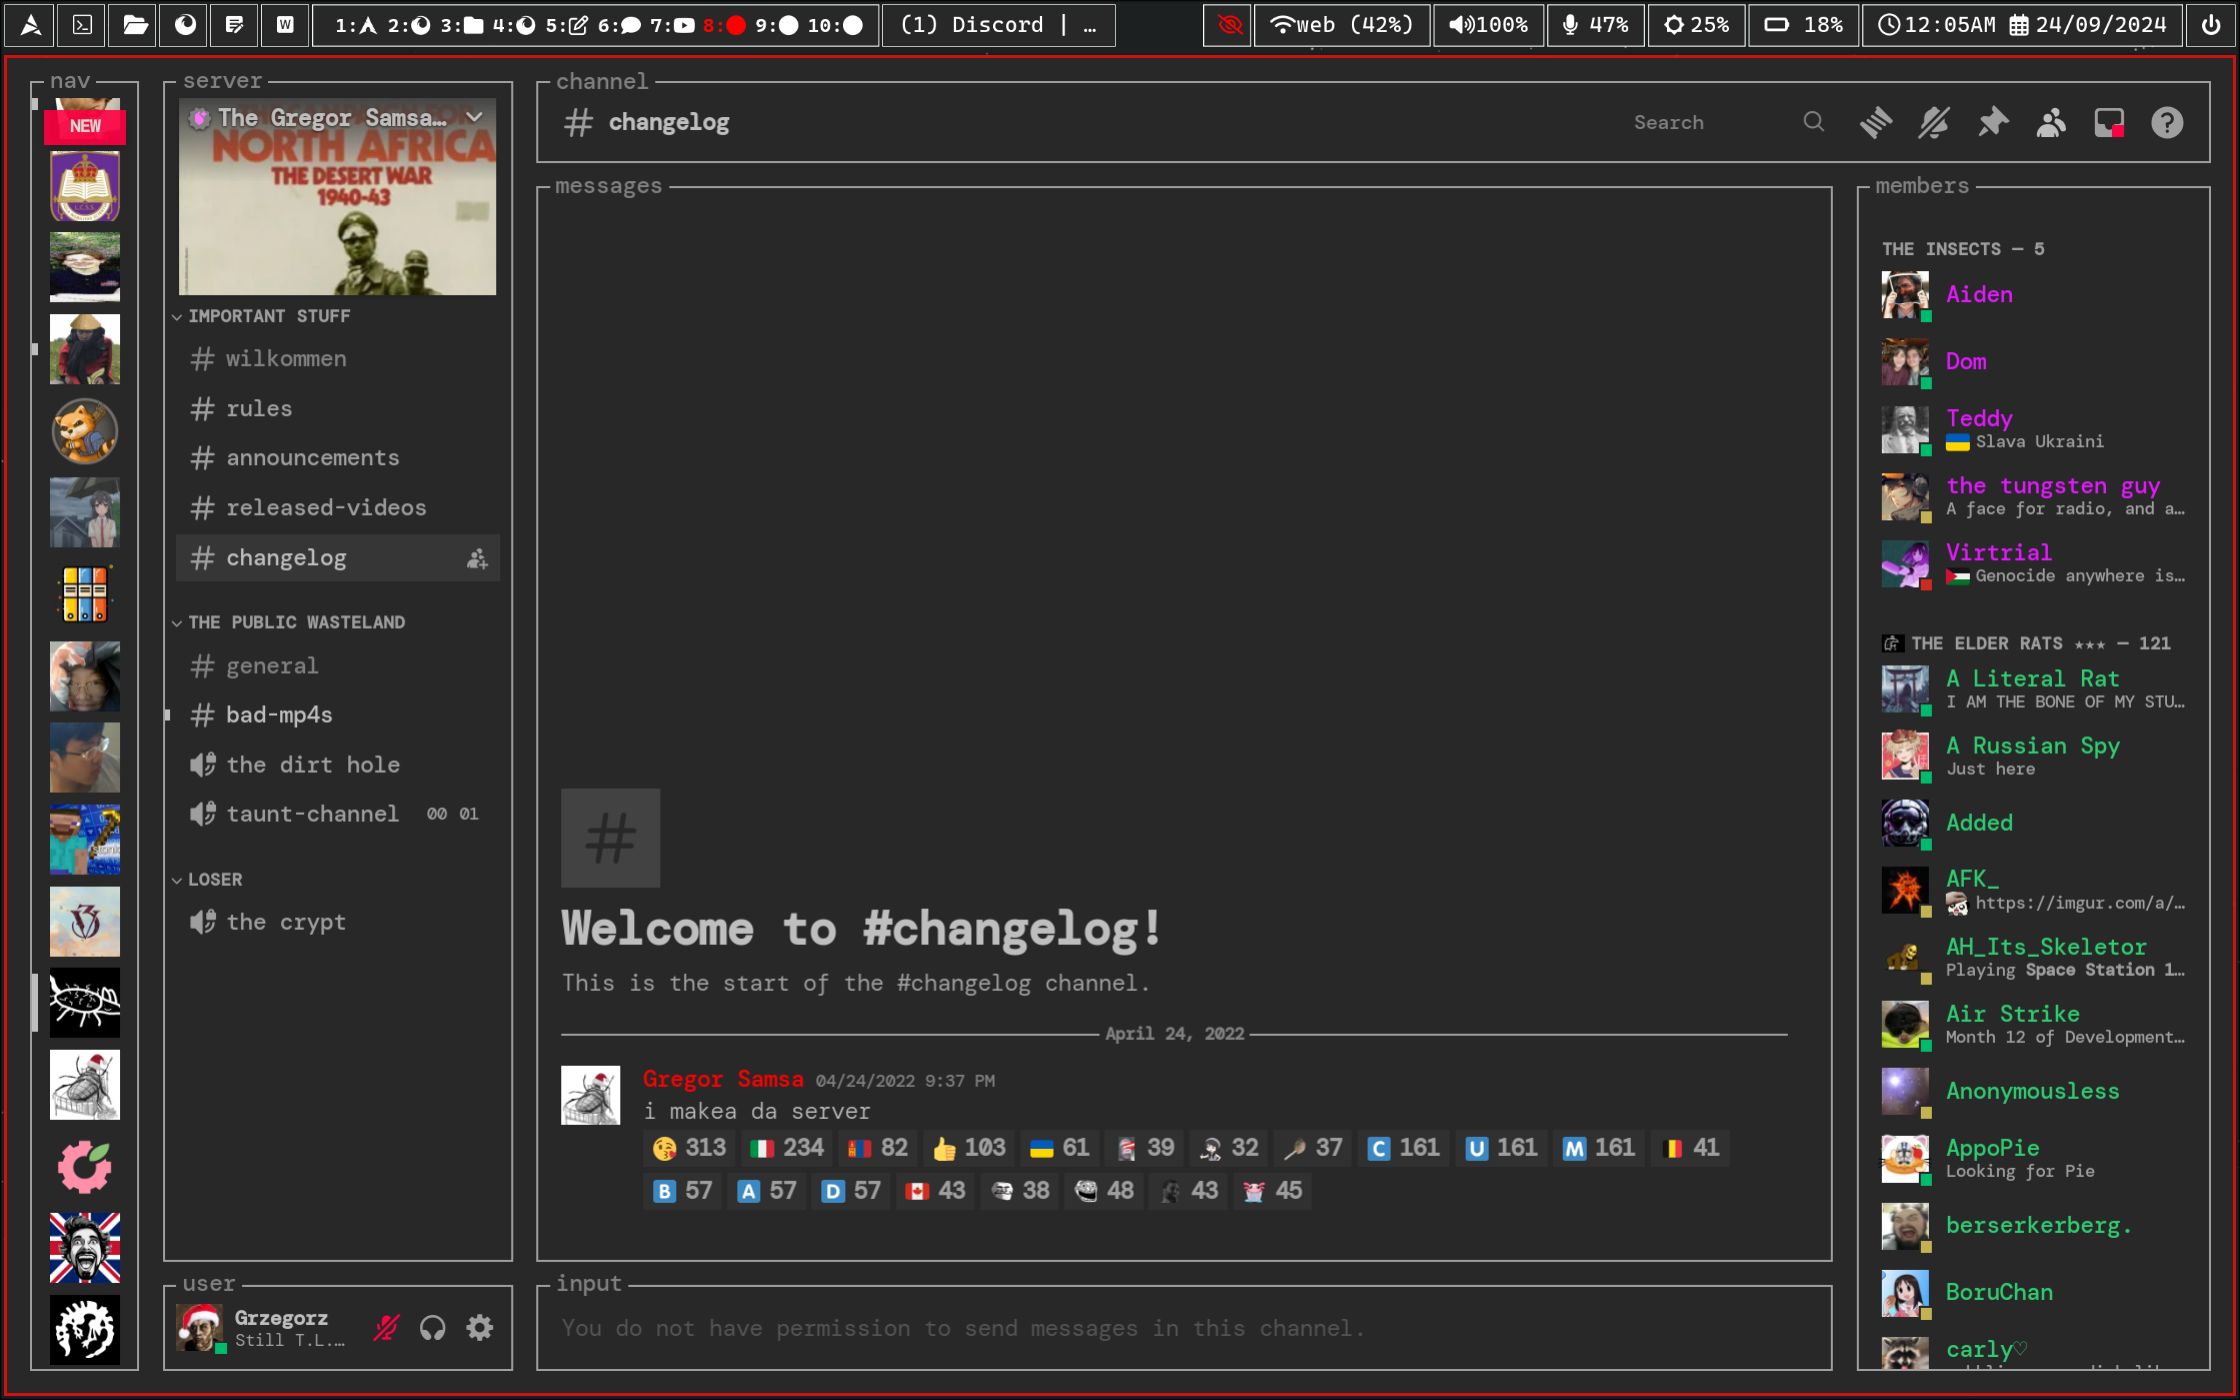 1: 2: 3: 4: 5: 6: 7: 8: 9: 10:
(1) Discord | …
web (42%)
100%
47%
25%
18%
12:05AM 24/09/2024
nav
NEW
server
The Gregor Samsa…
NORTH AFRICA
THE DESERT WAR
1940-43
IMPORTANT STUFF
wilkommen
rules
announcements
released-videos
changelog
THE PUBLIC WASTELAND
general
bad-mp4s
the dirt hole
taunt-channel 00 01
LOSER
the crypt
user
Grzegorz
Still T.L.…
channel
# changelog
Search
messages
Welcome to #changelog!
This is the start of the #changelog channel.
April 24, 2022
Gregor Samsa 04/24/2022 9:37 PM
i makea da server
313 234 82 103 61 39 32 37 C 161 U 161 M 161 41
B 57 A 57 D 57 43 38 48 43 45
input
You do not have permission to send messages in this channel.
members
THE INSECTS — 5
Aiden
Dom
Teddy
Slava Ukraini
the tungsten guy
A face for radio, and a…
Virtrial
Genocide anywhere is…
THE ELDER RATS ★★★ — 121
A Literal Rat
I AM THE BONE OF MY STU…
A Russian Spy
Just here
Added
AFK_
https://imgur.com/a/…
AH_Its_Skeletor
Playing Space Station 1…
Air Strike
Month 12 of Development…
Anonymousless
AppoPie
Looking for Pie
berserkerberg.
BoruChan
carly♡